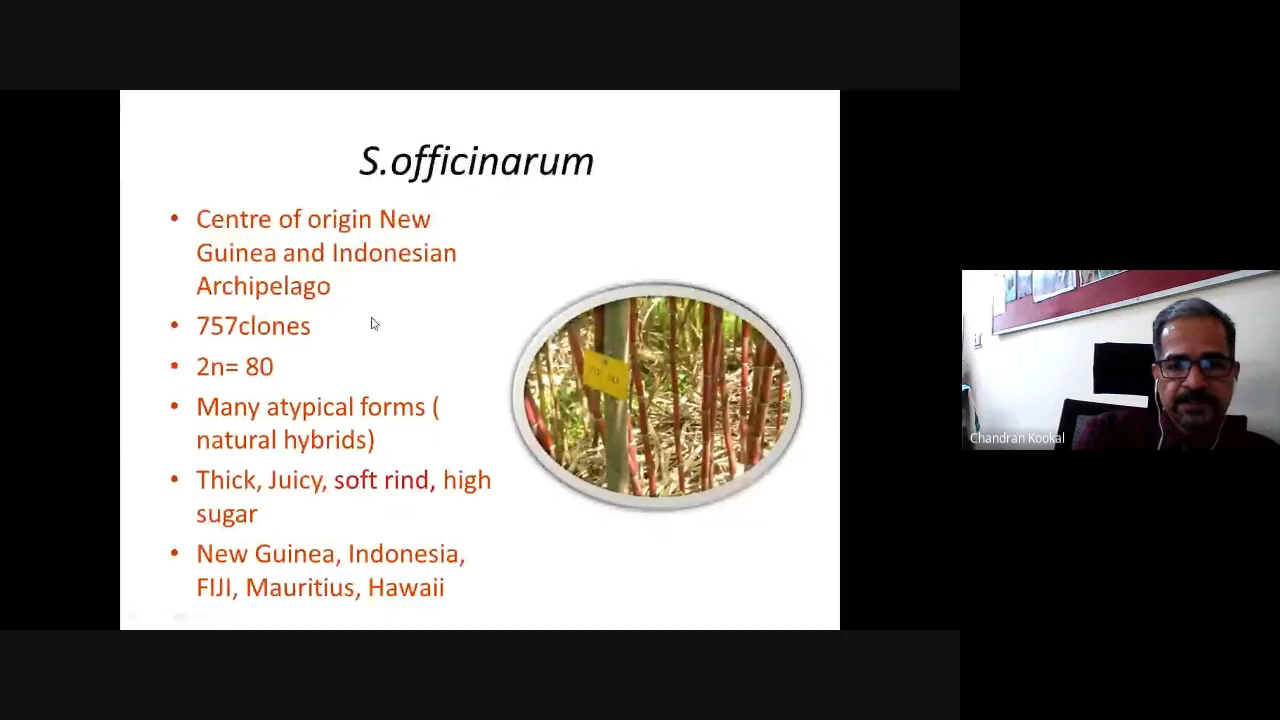 S.officinarum
• Centre of origin New
Guinea and Indonesian
Archipelago
• 757clones
• 2n= 80
• Many atypical forms (
natural hybrids)
• Thick, Juicy, soft rind, high
sugar
• New Guinea, Indonesia,
FIJI, Mauritius, Hawaii
Chandran Kookal